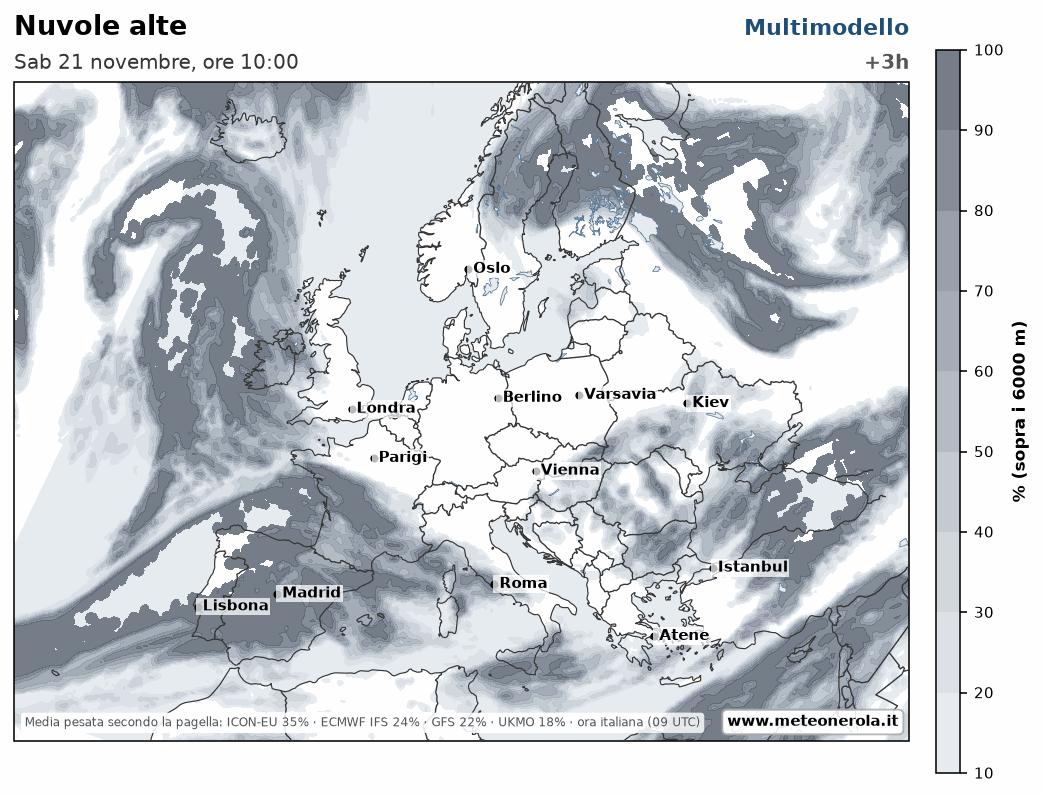 Nuvole alte
Multimodello
Sab 21 novembre, ore 10:00
+3h
Oslo
Londra
Berlino
Varsavia
Kiev
Parigi
Vienna
Istanbul
Roma
Madrid
Lisbona
Atene
Media pesata secondo la pagella: ICON-EU 35% · ECMWF IFS 24% · GFS 22% · UKMO 18% · ora italiana (09 UTC)
www.meteonerola.it
100
90
80
70
60
50
40
30
20
10
% (sopra i 6000 m)